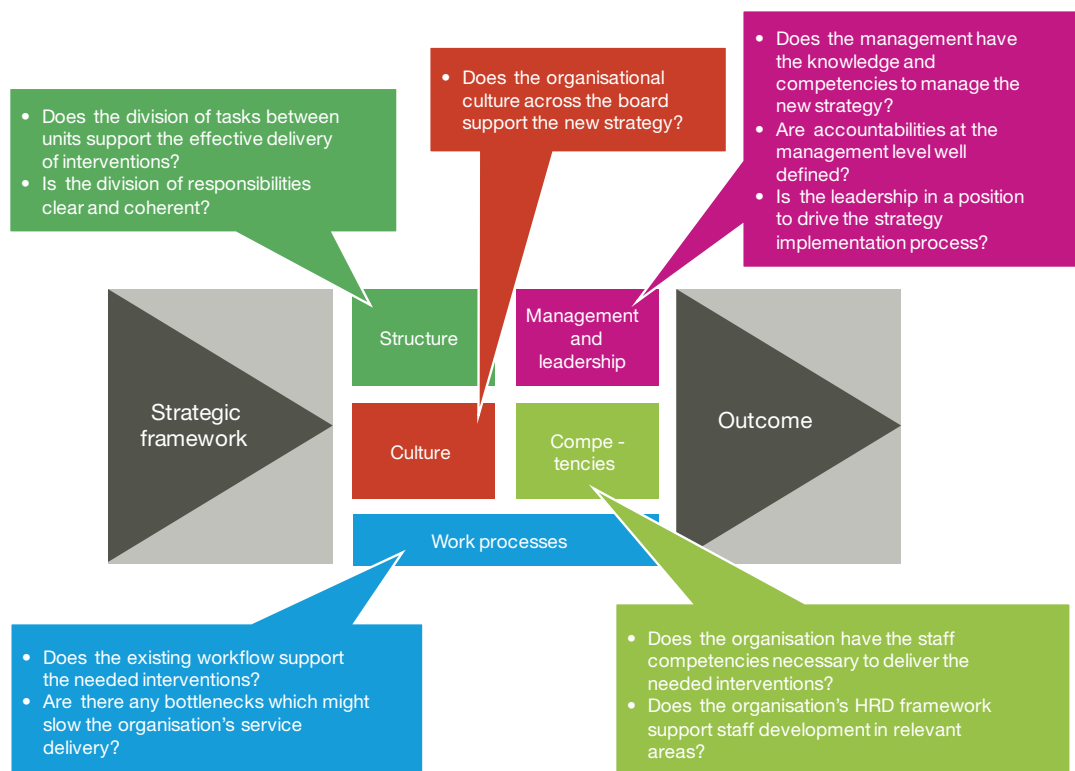 • Does the division of tasks between
units support the effective delivery
of interventions?
• Is the division of responsibilities
clear and coherent?
• Does the organisational
culture across the board
support the new strategy?
• Does the management have
the knowledge and
competencies to manage the
new strategy?
• Are accountabilities at the
management level well
defined?
• Is the leadership in a position
to drive the strategy
implementation process?
Strategic
framework
Structure
Management
and
leadership
Culture
Compe -
tencies
Work processes
Outcome
• Does the existing workflow support
the needed interventions?
• Are there any bottlenecks which might
slow the organisation's service
delivery?
• Does the organisation have the staff
competencies necessary to deliver the
needed interventions?
• Does the organisation's HRD framework
support staff development in relevant
areas?